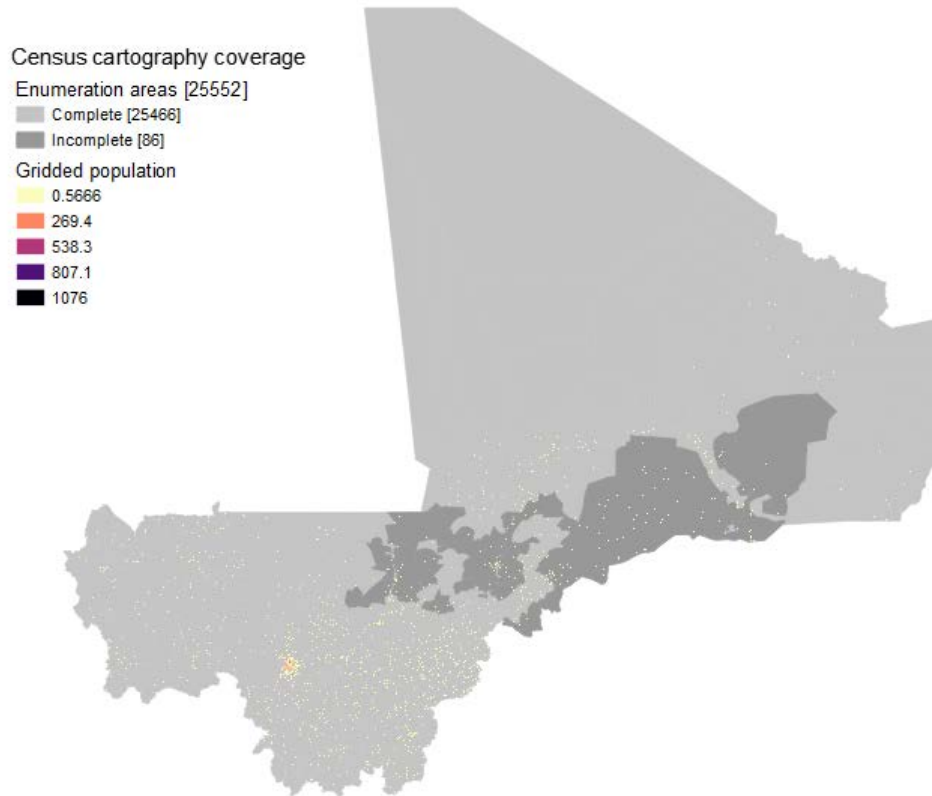 Census cartography coverage
Enumeration areas [25552]
Complete [25466]
Incomplete [86]
Gridded population
0.5666
269.4
538.3
807.1
1076